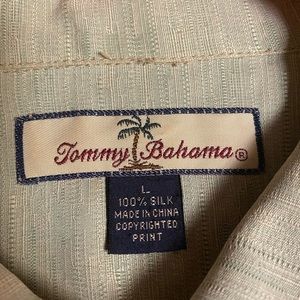 Tommy Bahama®
L
100% SILK
MADE IN CHINA
COPYRIGHTED
PRINT